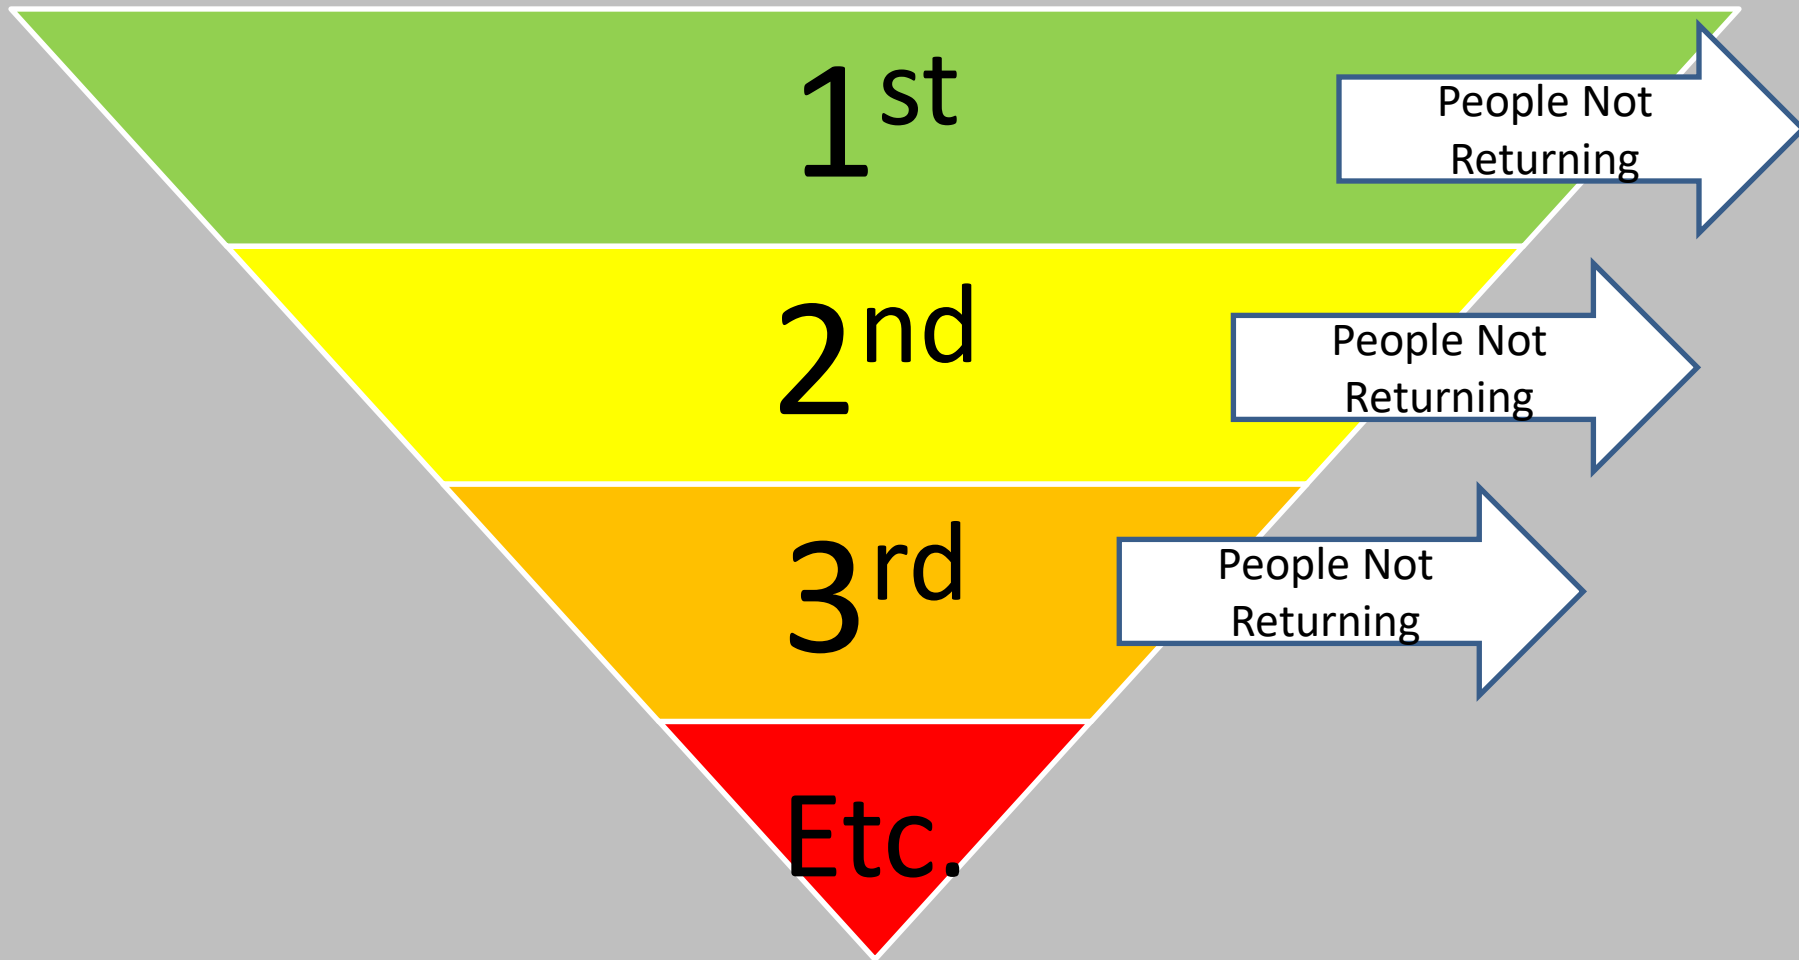 1st
People Not
Returning
2nd
People Not
Returning
3rd
People Not
Returning
Etc.